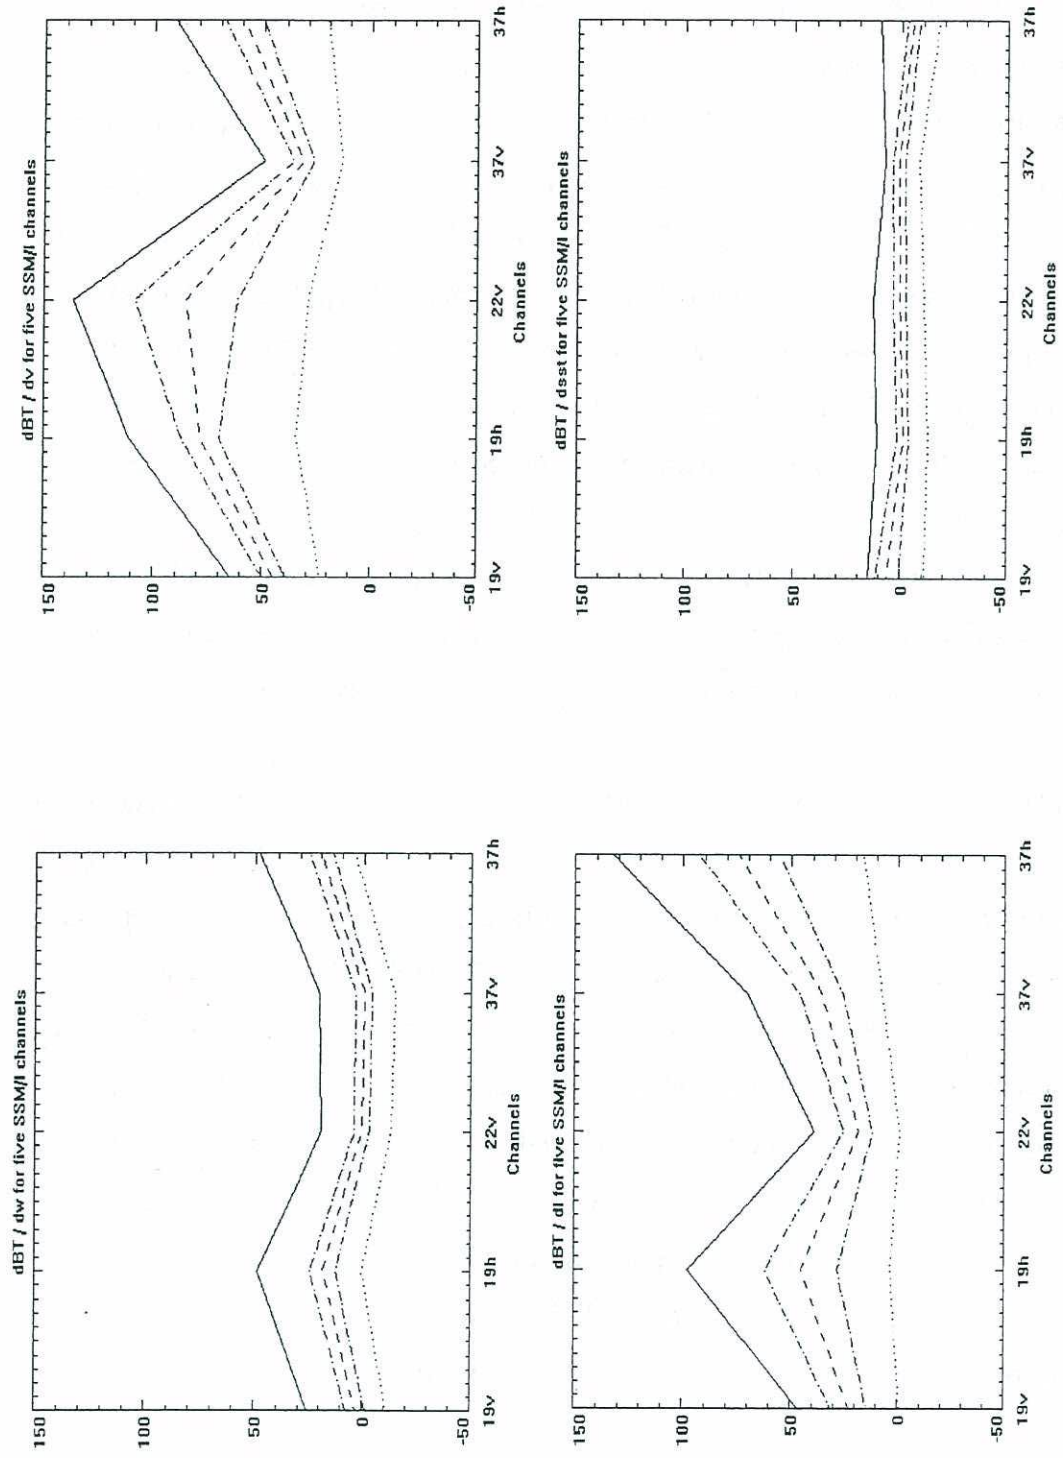 dBT / dw for five SSM/I channels
150
100
50
0
-50
19v
19h
22v
37v
37h
Channels
dBT / dv for five SSM/I channels
150
100
50
0
-50
19v
19h
22v
37v
37h
Channels
dBT / dl for five SSM/I channels
150
100
50
0
-50
19v
19h
22v
37v
37h
Channels
dBT / dsst for five SSM/I channels
150
100
50
0
-50
19v
19h
22v
37v
37h
Channels